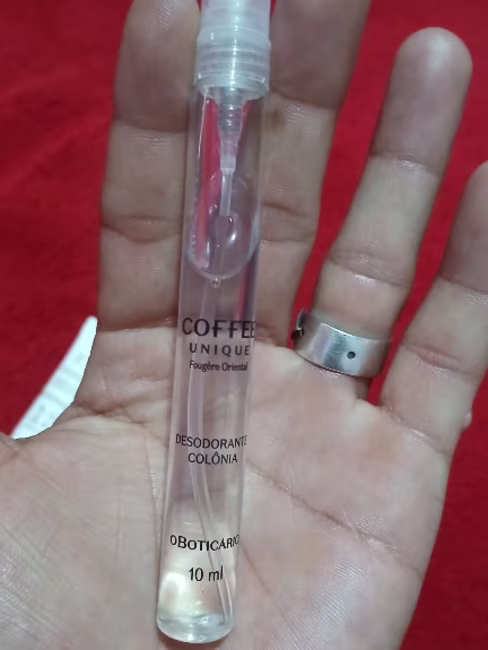 COFFEE
UNIQUE
Fougère Oriental
DESODORANTE
COLÔNIA
oBOTICÁRIO
10 ml